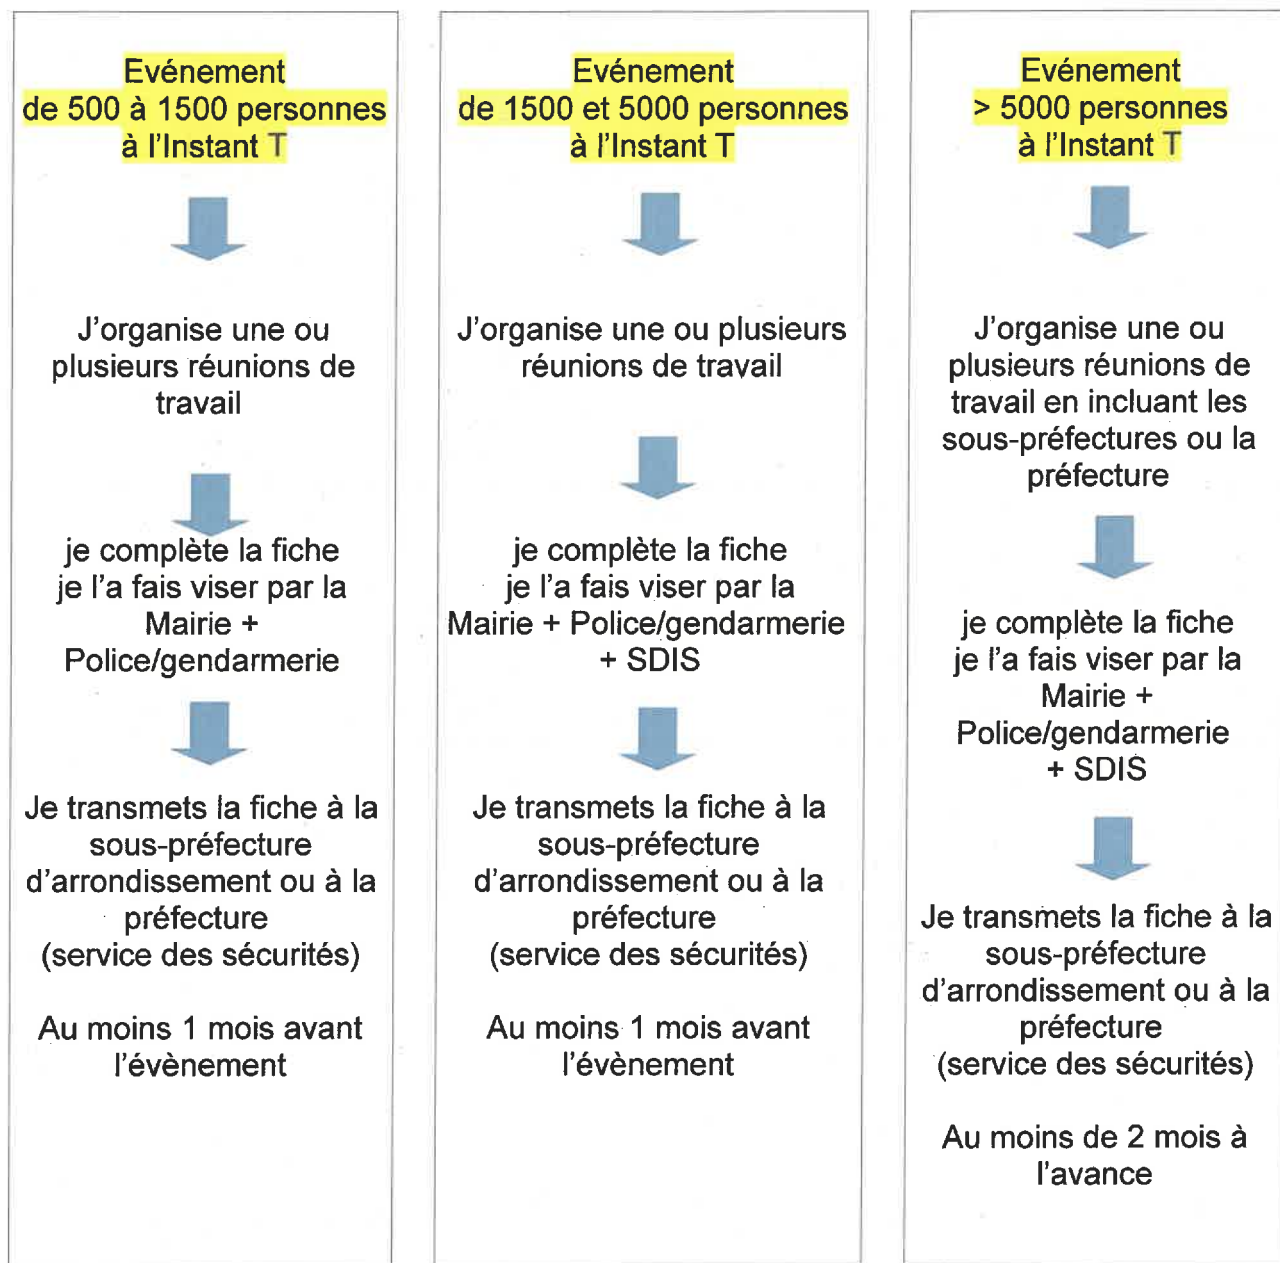 Evénement
de 500 à 1500 personnes
à l'Instant T
J'organise une ou
plusieurs réunions de
travail
je complète la fiche
je l'a fais viser par la
Mairie +
Police/gendarmerie
Je transmets la fiche à la
sous-préfecture
d'arrondissement ou à la
préfecture
(service des sécurités)
Au moins 1 mois avant
l'évènement
Evénement
de 1500 et 5000 personnes
à l'Instant T
J'organise une ou plusieurs
réunions de travail
je complète la fiche
je l'a fais viser par la
Mairie + Police/gendarmerie
+ SDIS
Je transmets la fiche à la
sous-préfecture
d'arrondissement ou à la
préfecture
(service des sécurités)
Au moins 1 mois avant
l'évènement
Evénement
> 5000 personnes
à l'Instant T
J'organise une ou
plusieurs réunions de
travail en incluant les
sous-préfectures ou la
préfecture
je complète la fiche
je l'a fais viser par la
Mairie +
Police/gendarmerie
+ SDIS
Je transmets la fiche à la
sous-préfecture
d'arrondissement ou à la
préfecture
(service des sécurités)
Au moins de 2 mois à
l'avance